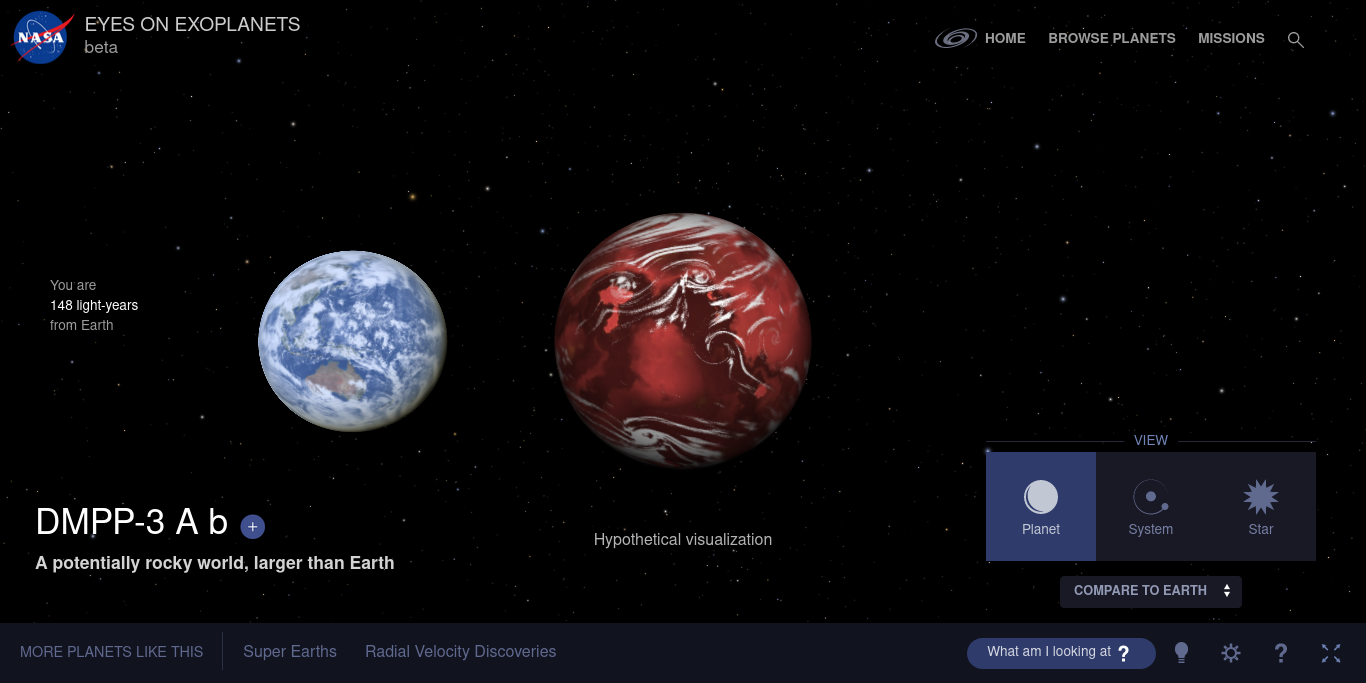 NASA
EYES ON EXOPLANETS
beta
HOME
BROWSE PLANETS
MISSIONS
You are
148 light-years
from Earth
DMPP-3 A b +
A potentially rocky world, larger than Earth
Hypothetical visualization
VIEW
Planet
System
Star
COMPARE TO EARTH
MORE PLANETS LIKE THIS
Super Earths
Radial Velocity Discoveries
What am I looking at ?
?